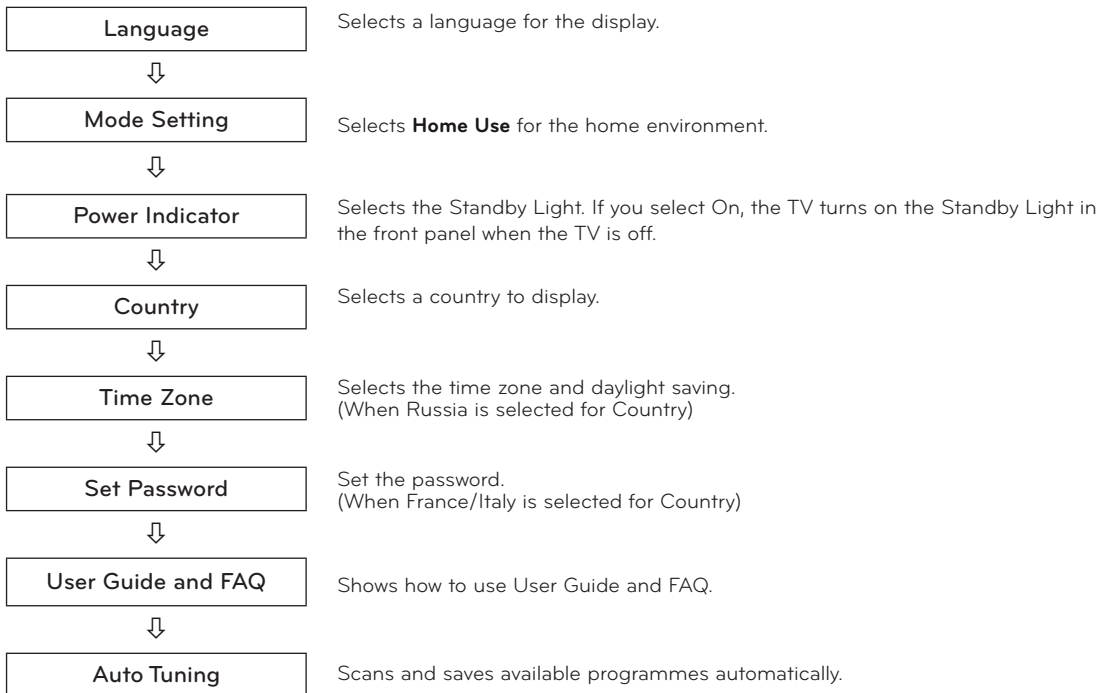 Language
Selects a language for the display.
Mode Setting
Selects Home Use for the home environment.
Power Indicator
Selects the Standby Light. If you select On, the TV turns on the Standby Light in
the front panel when the TV is off.
Country
Selects a country to display.
Time Zone
Selects the time zone and daylight saving.
(When Russia is selected for Country)
Set Password
Set the password.
(When France/Italy is selected for Country)
User Guide and FAQ
Shows how to use User Guide and FAQ.
Auto Tuning
Scans and saves available programmes automatically.